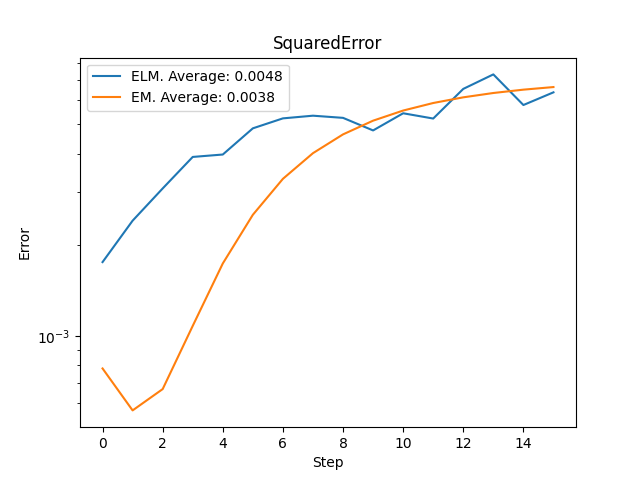 SquaredError
ELM. Average: 0.0048
EM. Average: 0.0038
Error
10⁻³
0 2 4 6 8 10 12 14
Step